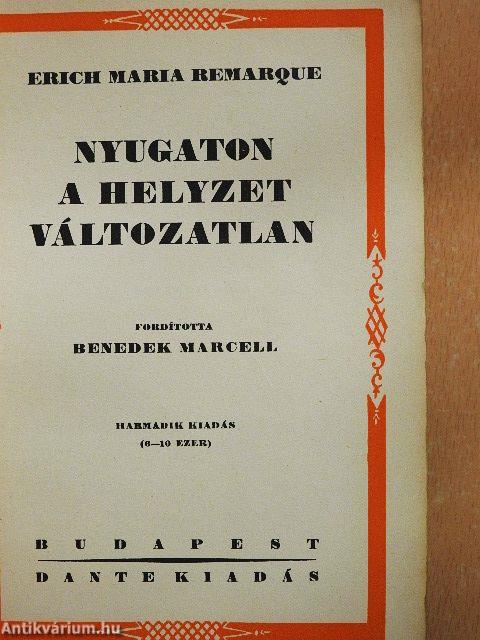 ERICH MARIA REMARQUE
NYUGATON
A HELYZET
VÁLTOZATLAN
FORDÍTOTTA
BENEDEK MARCELL
HARMADIK KIADÁS
(6—10 EZER)
BUDAPEST
DANTE KIADÁS
Antikvárium.hu